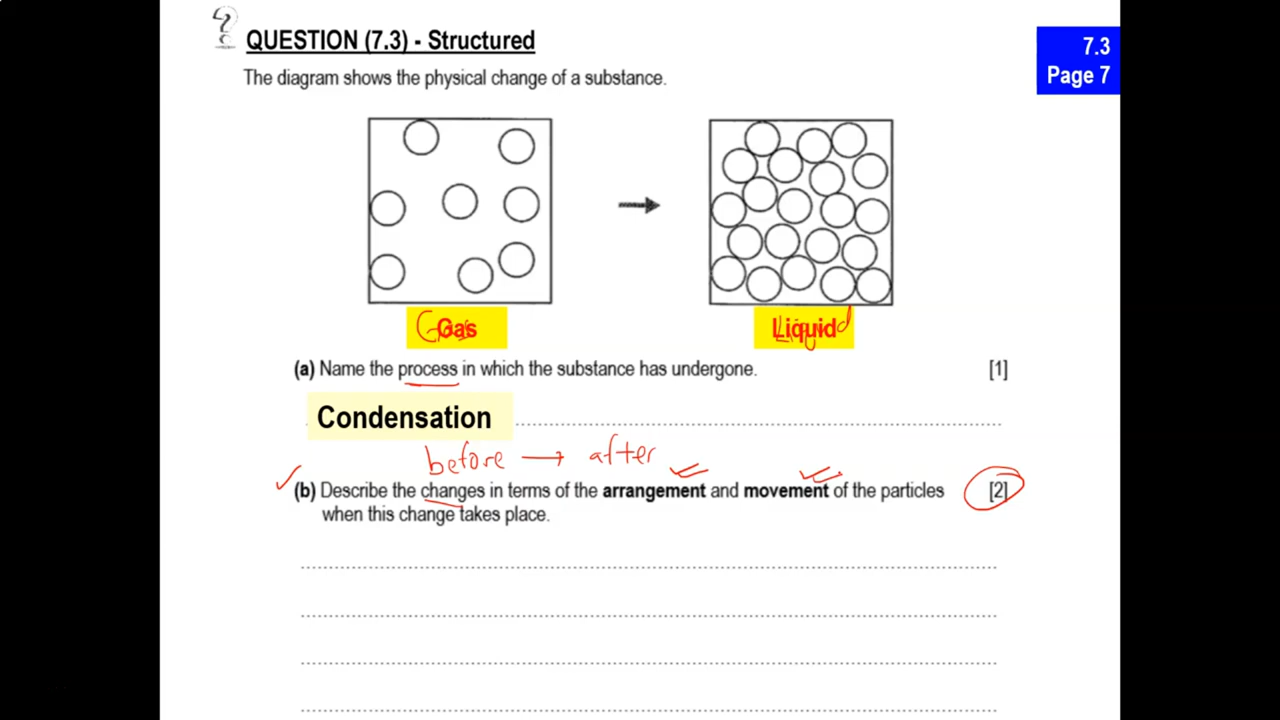 QUESTION (7.3) - Structured
7.3
Page 7
The diagram shows the physical change of a substance.
Gas
Liquid
(a) Name the process in which the substance has undergone. [1]
Condensation
before → after
(b) Describe the changes in terms of the arrangement and movement of the particles [2]
when this change takes place.